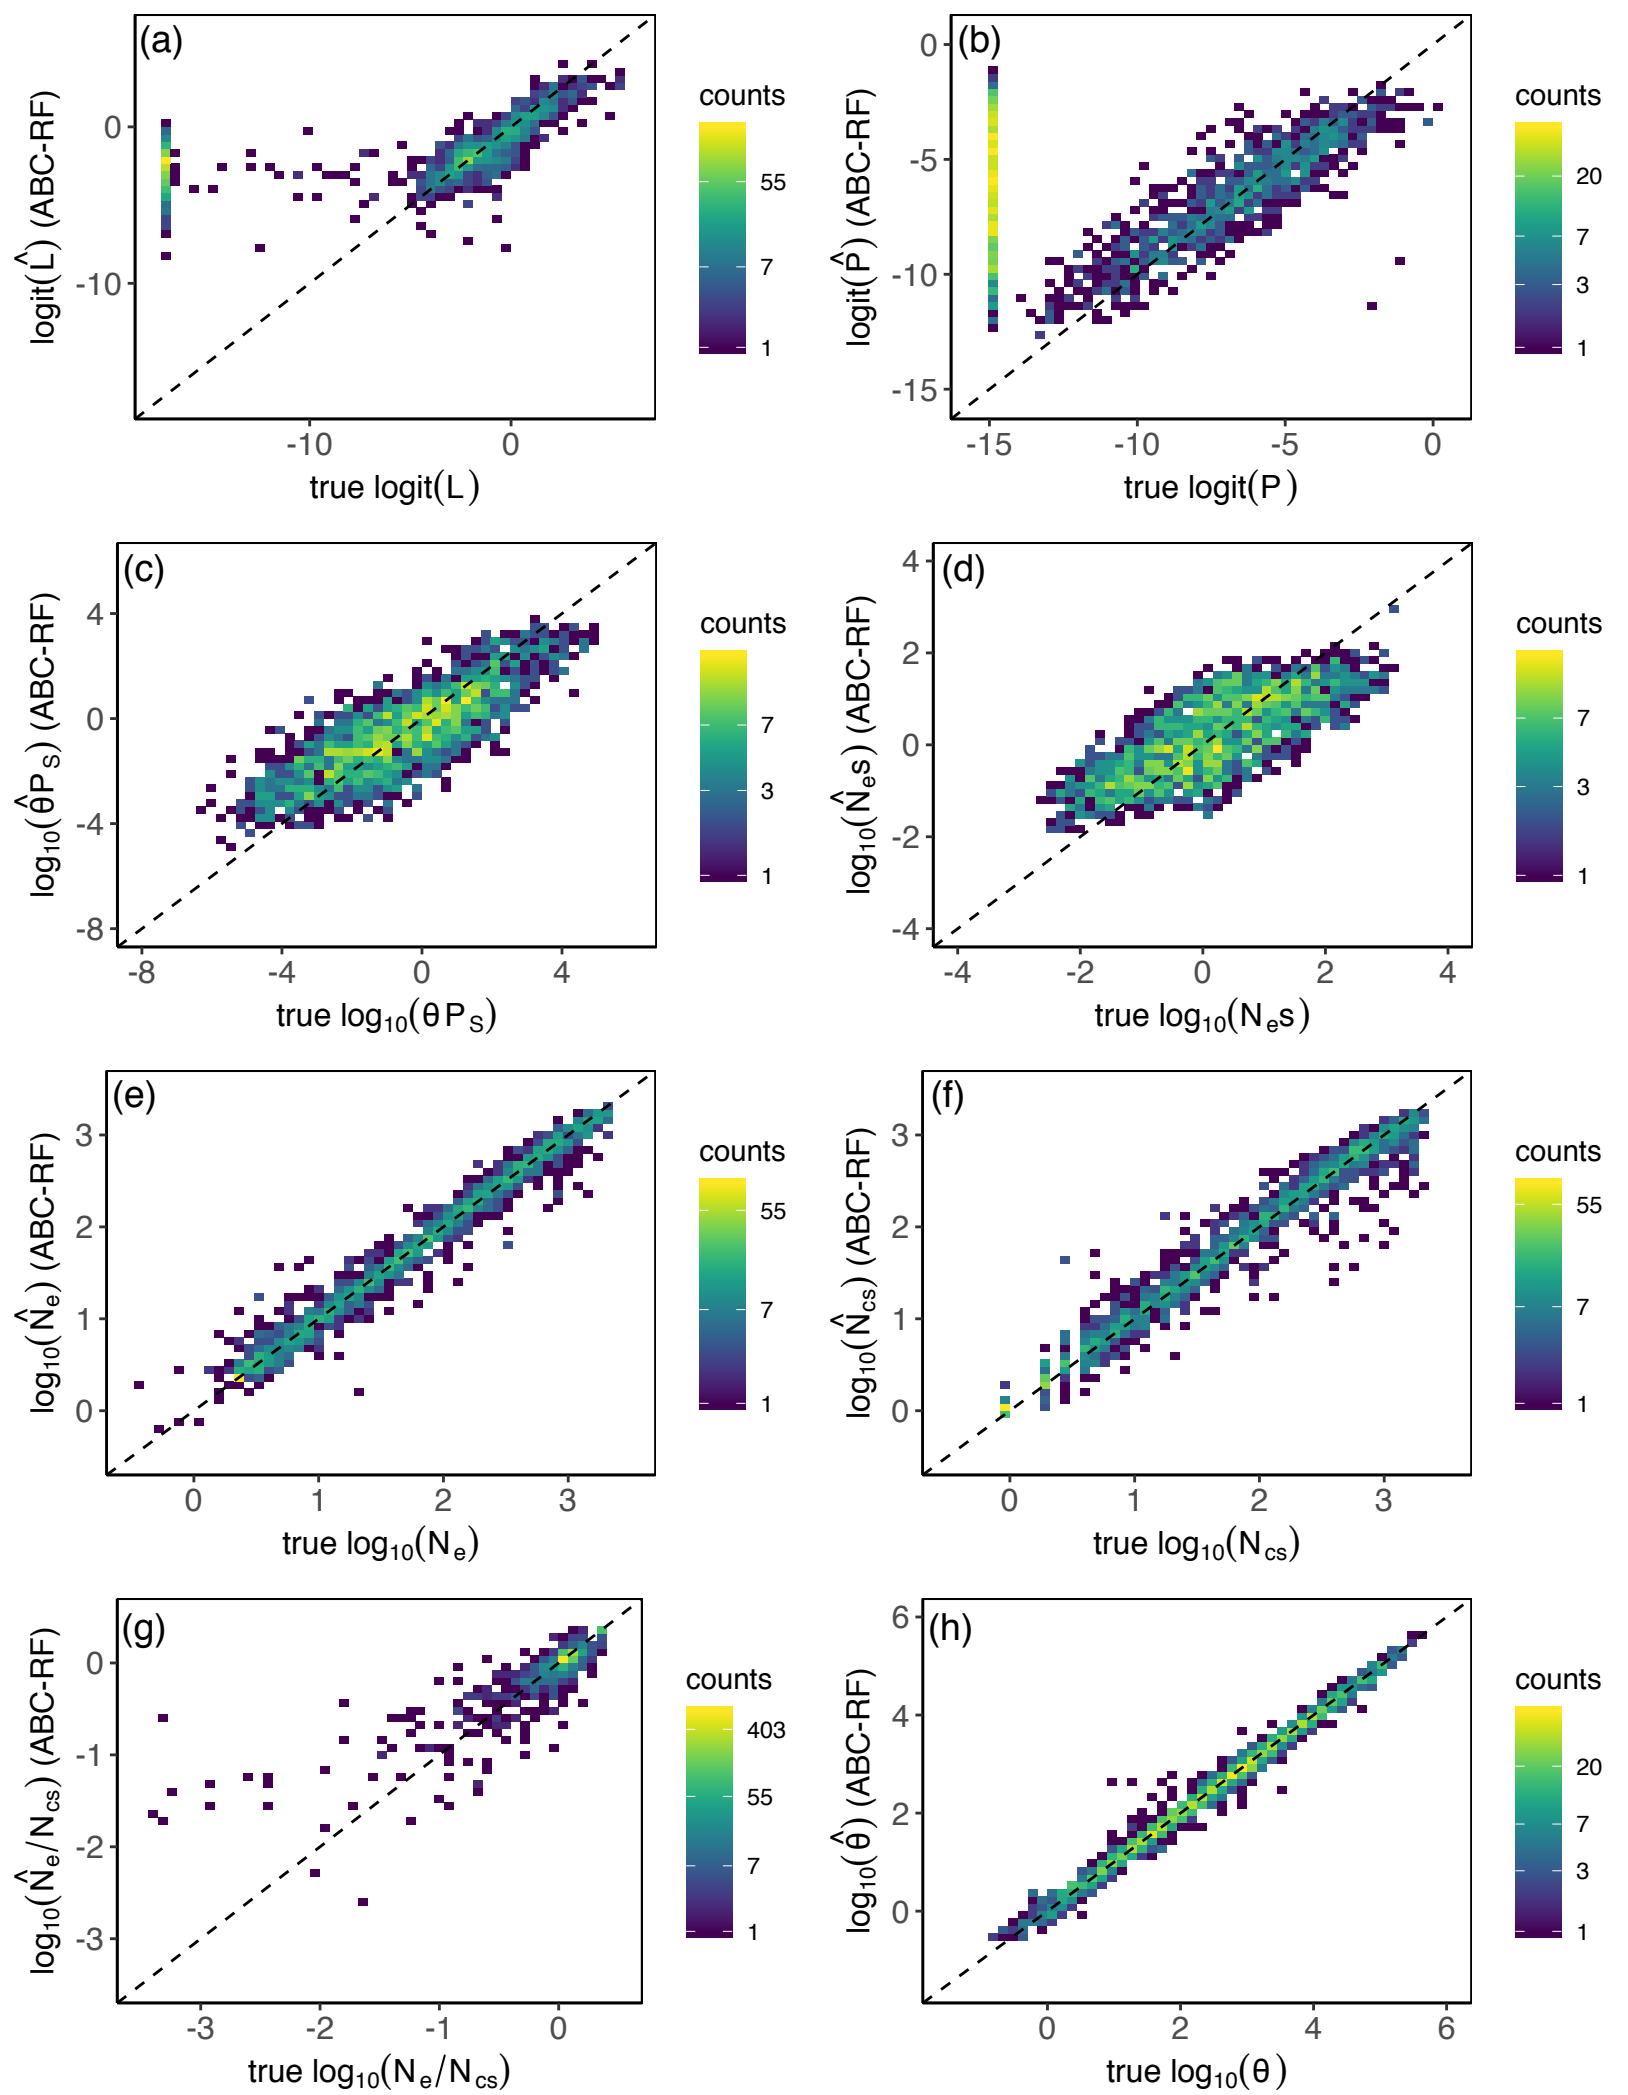 (a)
logit(L̂) (ABC-RF)
0
-10
-10 0
true logit(L)
counts
55
7
1
(b)
logit(P̂) (ABC-RF)
0
-5
-10
-15
-15 -10 -5 0
true logit(P)
counts
20
7
3
1
(c)
log10(θ̂PS) (ABC-RF)
4
0
-4
-8
-8 -4 0 4
true log10(θPS)
counts
7
3
1
(d)
log10(N̂es) (ABC-RF)
4
2
0
-2
-4
-4 -2 0 2 4
true log10(Nes)
counts
7
3
1
(e)
log10(N̂e) (ABC-RF)
3
2
1
0
0 1 2 3
true log10(Ne)
counts
55
7
1
(f)
log10(N̂cs) (ABC-RF)
3
2
1
0
0 1 2 3
true log10(Ncs)
counts
55
7
1
(g)
log10(N̂e/Ncs) (ABC-RF)
0
-1
-2
-3
-3 -2 -1 0
true log10(Ne/Ncs)
counts
403
55
7
1
(h)
log10(θ̂) (ABC-RF)
6
4
2
0
0 2 4 6
true log10(θ)
counts
20
7
3
1